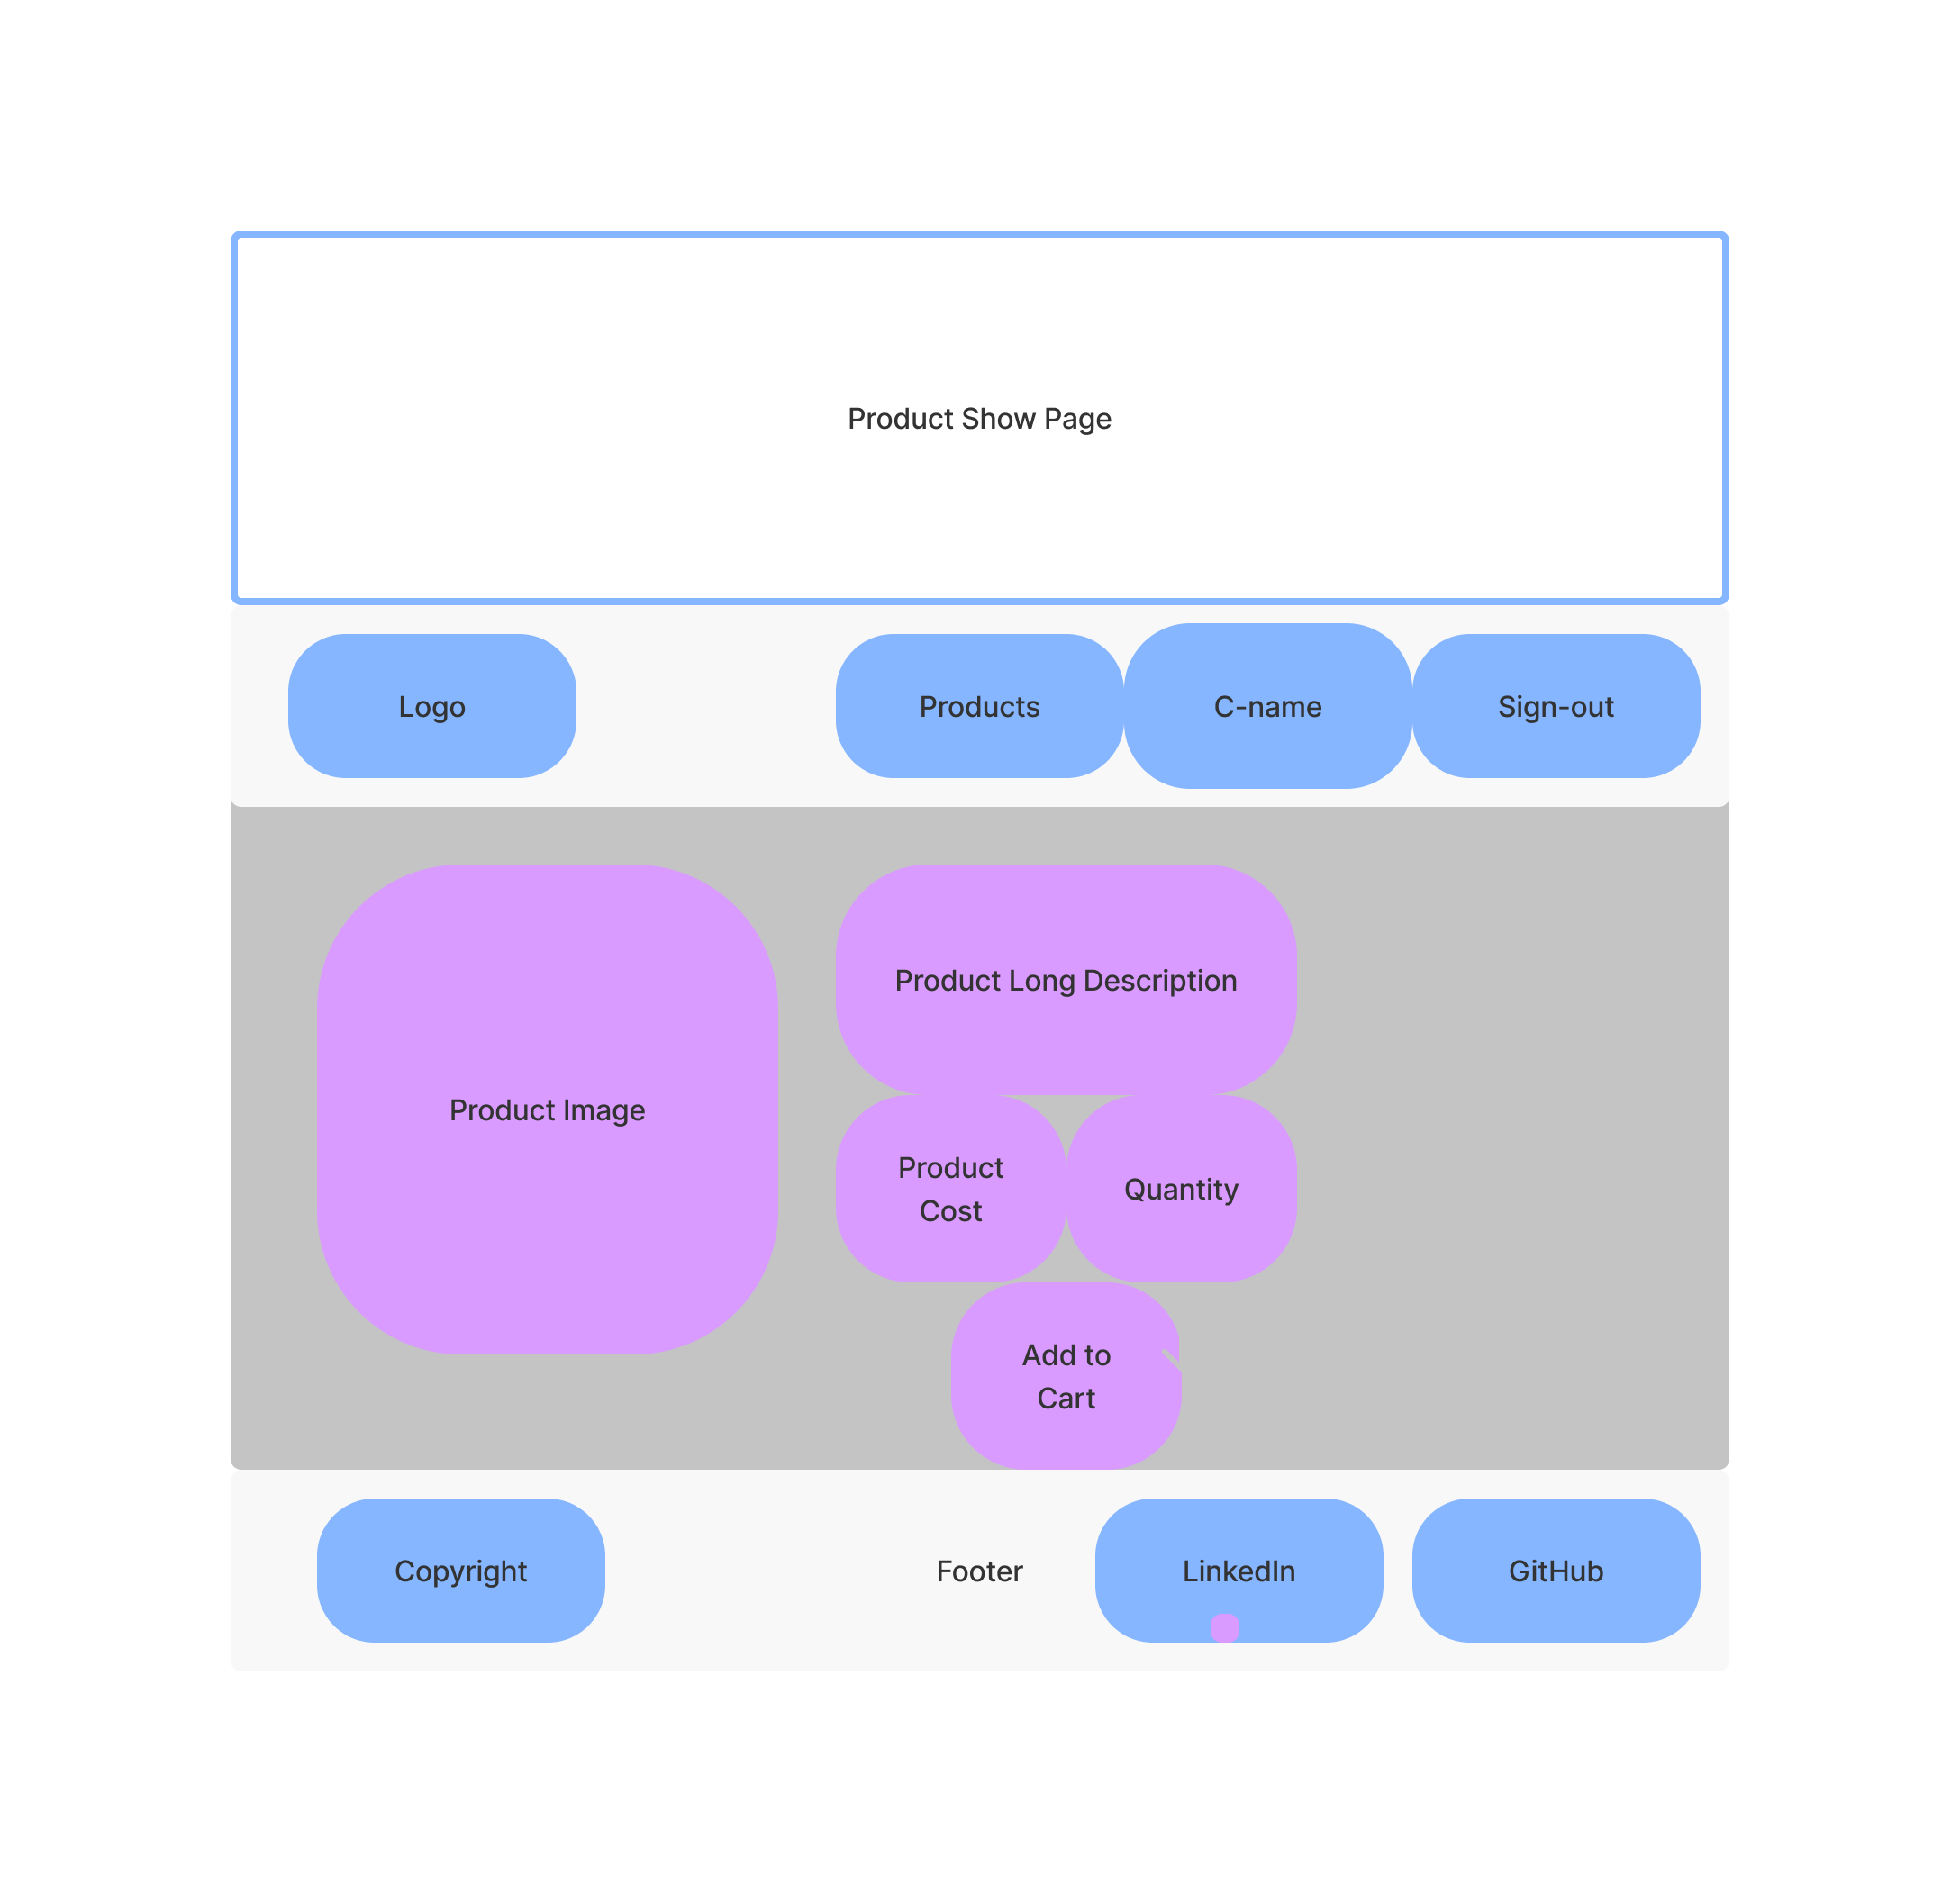 Product Show Page
Logo
Products
C-name
Sign-out
Product Image
Product Long Description
Product
Cost
Quantity
Add to
Cart
Copyright
Footer
LinkedIn
GitHub